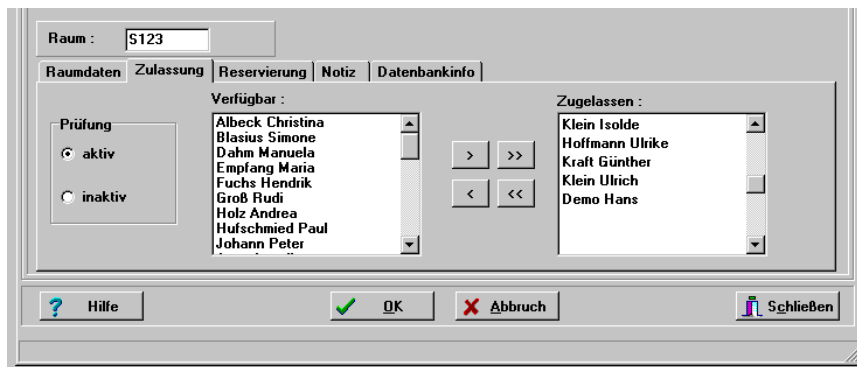 Raum : S123
Raumdaten Zulassung Reservierung Notiz Datenbankinfo
Prüfung
aktiv
inaktiv
Verfügbar :
Albeck Christina
Blasius Simone
Dahm Manuela
Empfang Maria
Fuchs Hendrik
Groß Rudi
Holz Andrea
Hufschmied Paul
Johann Peter
> >>
< <<
Zugelassen :
Klein Isolde
Hoffmann Ulrike
Kraft Günther
Klein Ulrich
Demo Hans
? Hilfe OK Abbruch Schließen